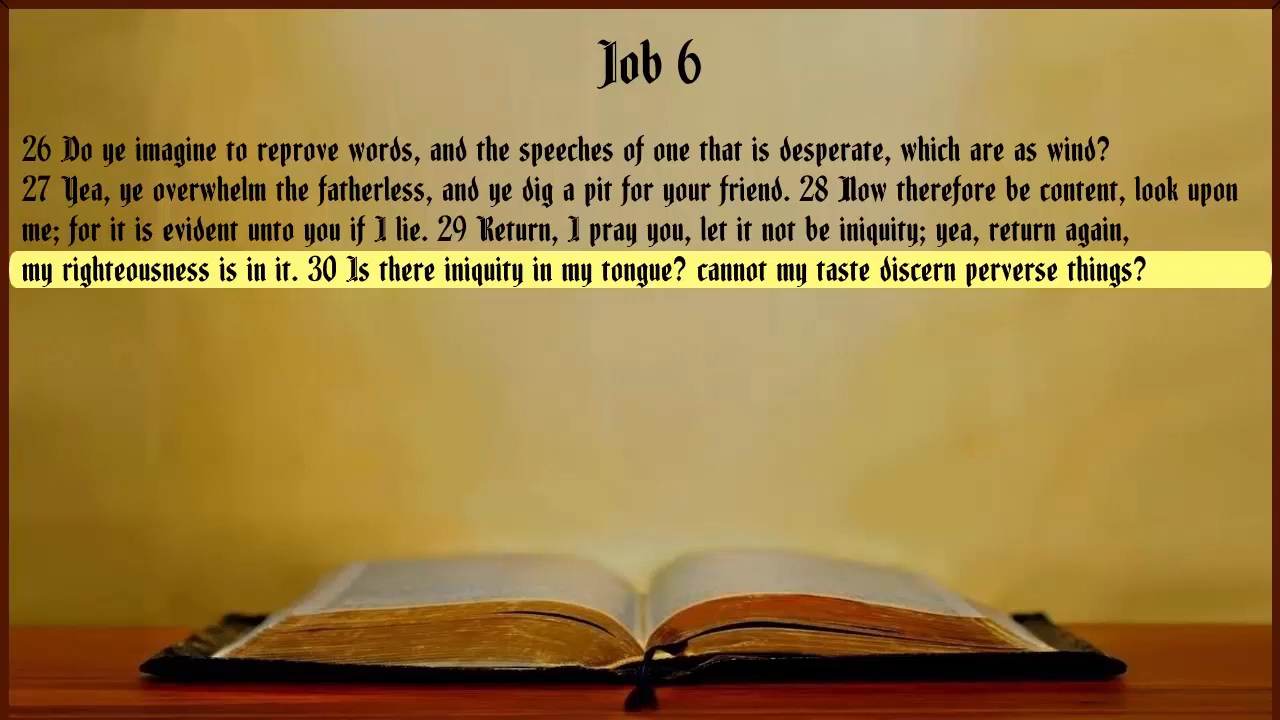 Job 6
26 Do ye imagine to reprove words, and the speeches of one that is desperate, which are as wind?
27 Yea, ye overwhelm the fatherless, and ye dig a pit for your friend. 28 Now therefore be content, look upon
me; for it is evident unto you if I lie. 29 Return, I pray you, let it not be iniquity; yea, return again,
my righteousness is in it. 30 Is there iniquity in my tongue? cannot my taste discern perverse things?